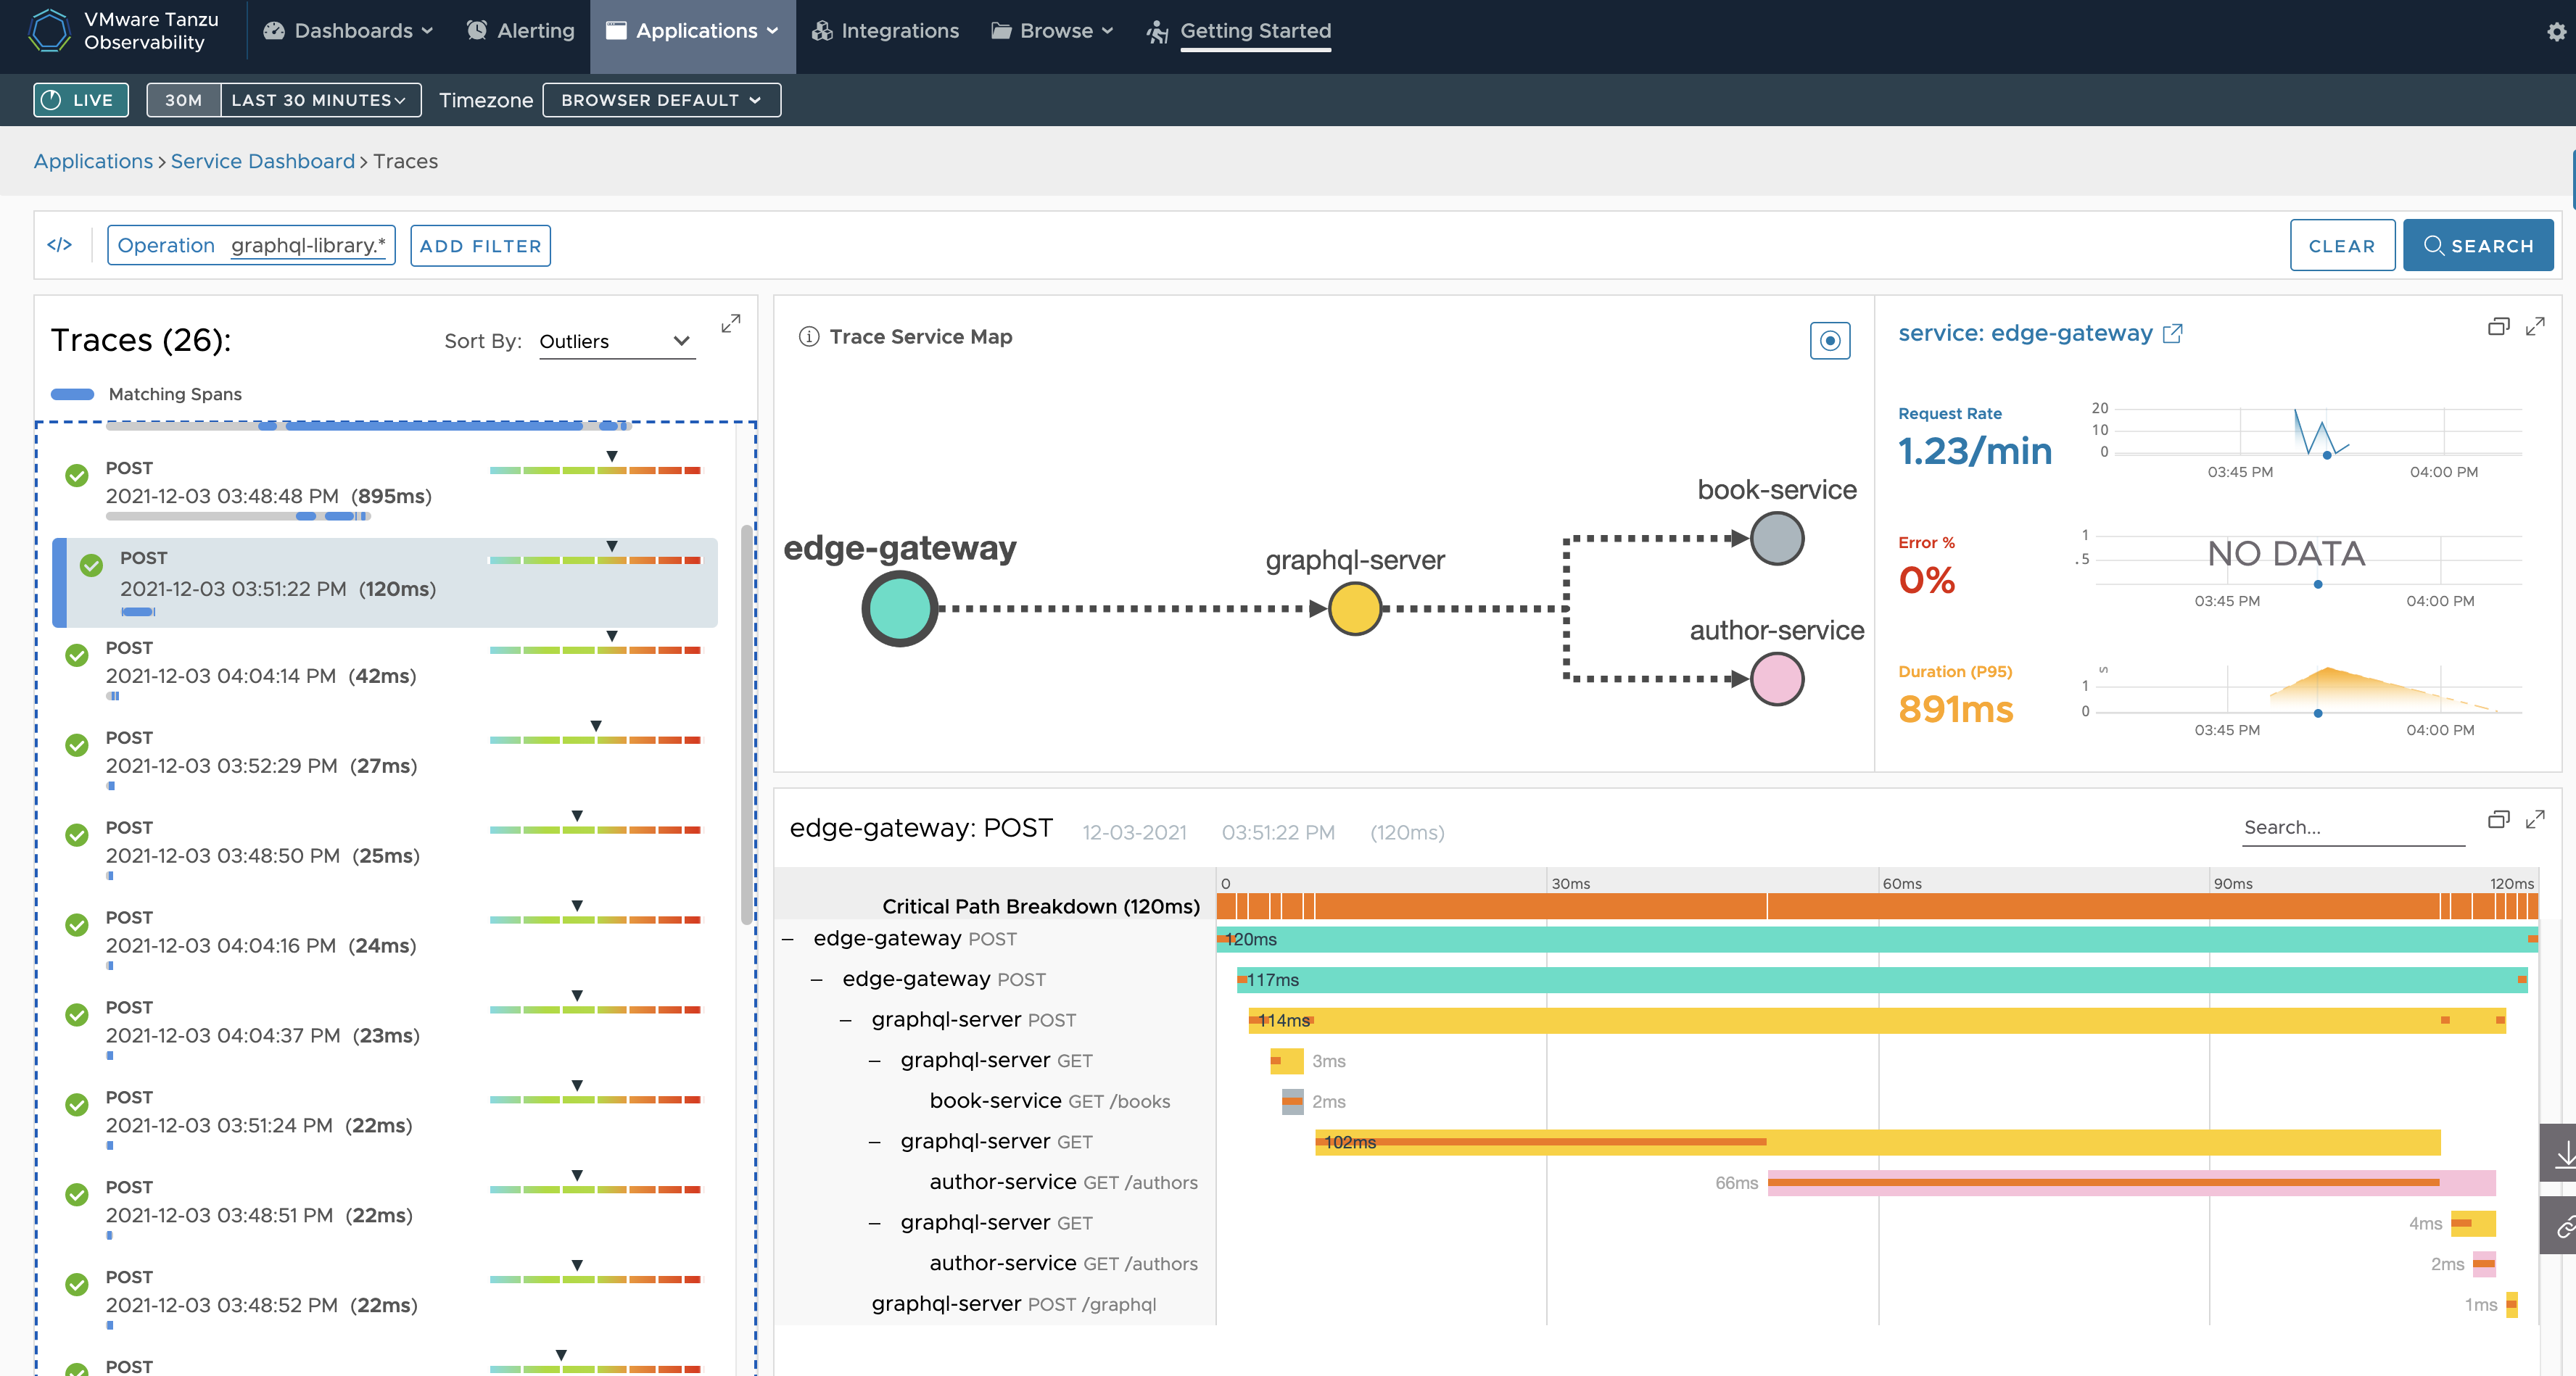 VMware Tanzu
Observability
Dashboards
Alerting
Applications
Integrations
Browse
Getting Started
LIVE
30M
LAST 30 MINUTES
Timezone
BROWSER DEFAULT
Applications > Service Dashboard > Traces
</>
Operation graphql-library.*
ADD FILTER
CLEAR
SEARCH
Traces (26):
Sort By: Outliers
Matching Spans
POST
2021-12-03 03:48:48 PM (895ms)
POST
2021-12-03 03:51:22 PM (120ms)
POST
2021-12-03 04:04:14 PM (42ms)
POST
2021-12-03 03:52:29 PM (27ms)
POST
2021-12-03 03:48:50 PM (25ms)
POST
2021-12-03 04:04:16 PM (24ms)
POST
2021-12-03 04:04:37 PM (23ms)
POST
2021-12-03 03:51:24 PM (22ms)
POST
2021-12-03 03:48:51 PM (22ms)
POST
2021-12-03 03:48:52 PM (22ms)
POST
Trace Service Map
edge-gateway
graphql-server
book-service
author-service
service: edge-gateway
Request Rate
1.23/min
20
10
0
03:45 PM
04:00 PM
Error %
0%
1
.5
NO DATA
03:45 PM
04:00 PM
Duration (P95)
891ms
s
1
0
03:45 PM
04:00 PM
edge-gateway: POST 12-03-2021 03:51:22 PM (120ms)
Search...
0 30ms 60ms 90ms 120ms
Critical Path Breakdown (120ms)
– edge-gateway POST 120ms
– edge-gateway POST 117ms
– graphql-server POST 114ms
– graphql-server GET 3ms
book-service GET /books 2ms
– graphql-server GET 102ms
author-service GET /authors 66ms
– graphql-server GET 4ms
author-service GET /authors 2ms
graphql-server POST /graphql 1ms